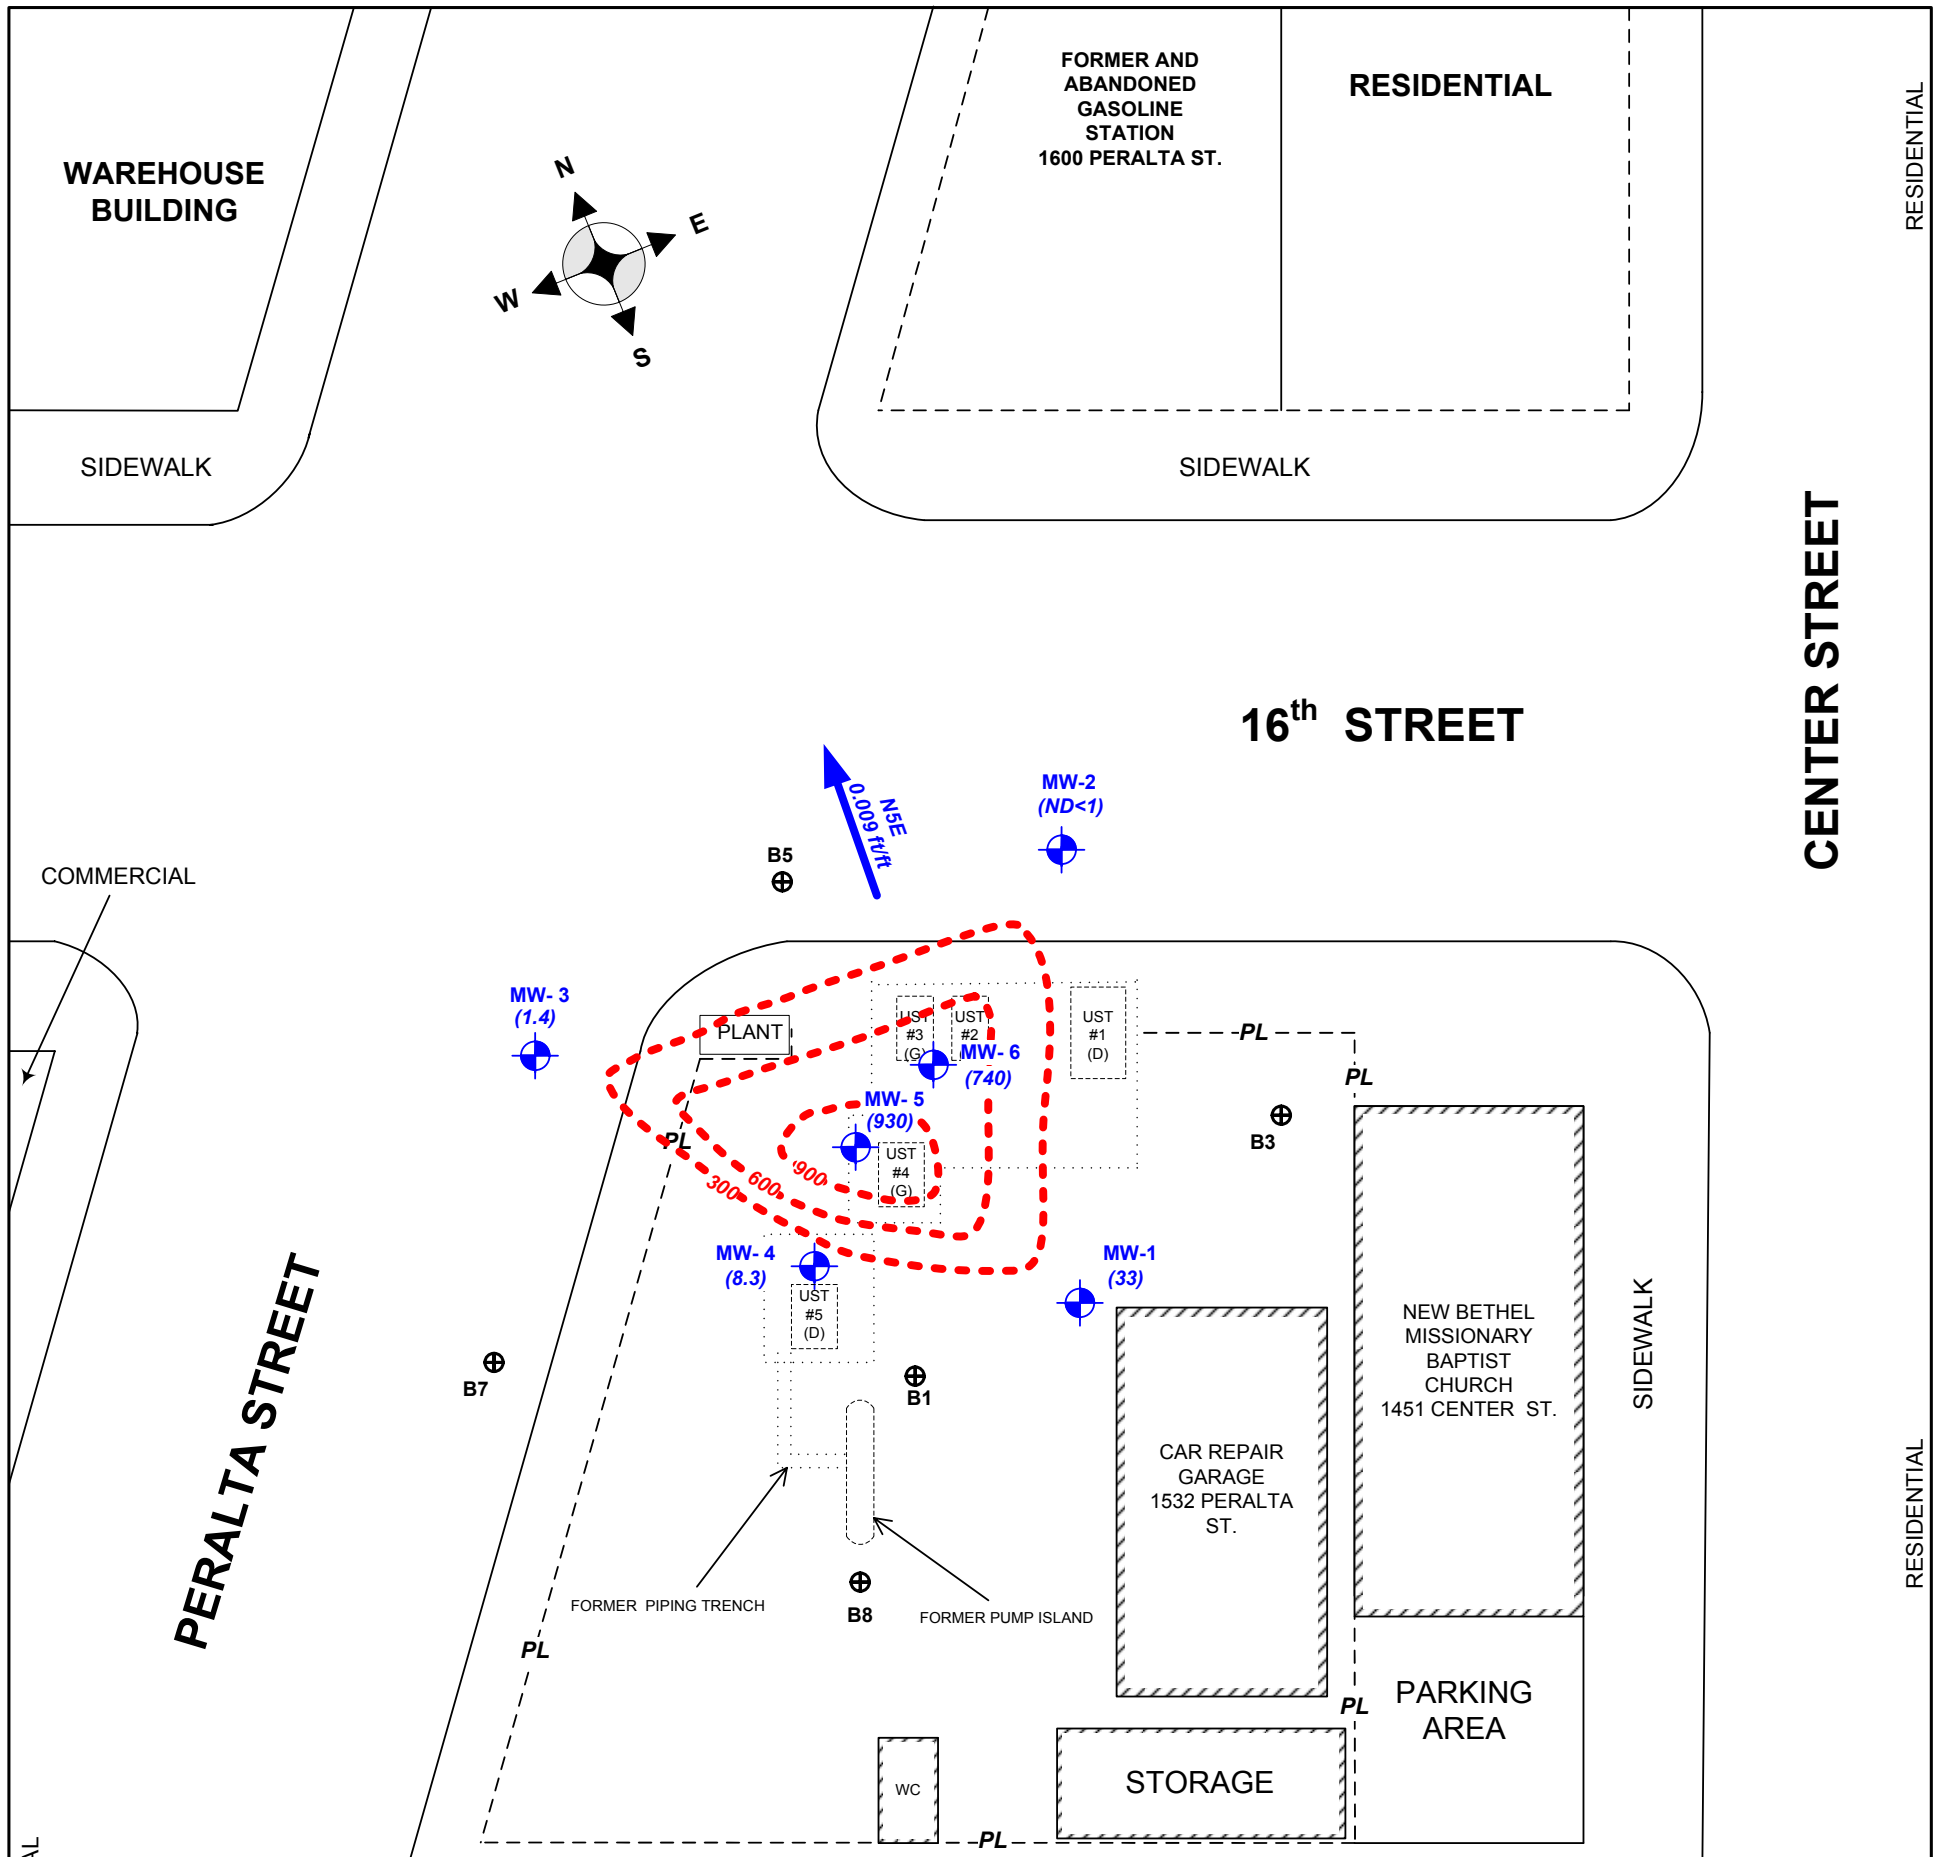 FORMER AND
ABANDONED
GASOLINE
STATION
1600 PERALTA ST.
RESIDENTIAL
RESIDENTIAL
WAREHOUSE
BUILDING
N
E
W
S
SIDEWALK
SIDEWALK
CENTER STREET
16th STREET
N5E
0.009 ft/ft
MW-2
(ND<1)
B5
COMMERCIAL
MW- 3
(1.4)
PLANT
UST
#3
(G)
UST
#2
UST
#1
(D)
PL
MW- 6
(740)
PL
MW- 5
(930)
B3
PL
UST
#4
(G)
900
600
300
MW- 4
(8.3)
MW-1
(33)
UST
#5
(D)
B7
B1
PERALTA STREET
NEW BETHEL
MISSIONARY
BAPTIST
CHURCH
1451 CENTER ST.
SIDEWALK
CAR REPAIR
GARAGE
1532 PERALTA
ST.
RESIDENTIAL
FORMER PIPING TRENCH
B8
FORMER PUMP ISLAND
PL
PL
PARKING
AREA
STORAGE
WC
PL
AL